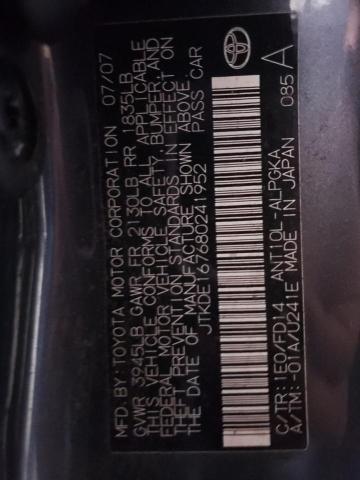 MFD.BY:TOYOTA MOTOR CORPORATION 07/07
GVWR 3945LB GAWR FR 2130LB RR 1835LB
THIS VEHICLE CONFORMS TO ALL APPLICABLE
FEDERAL MOTOR VEHICLE SAFETY,BUMPER,AND
THEFT PREVENTION STANDARDS IN EFFECT ON
THE DATE OF MANUFACTURE SHOWN ABOVE.
JTKDE167680241952 PASS CAR
C/TR:1E0/FD14 ANT10L-ALPGKA
A/TM:-01A/U241E MADE IN JAPAN 085 A